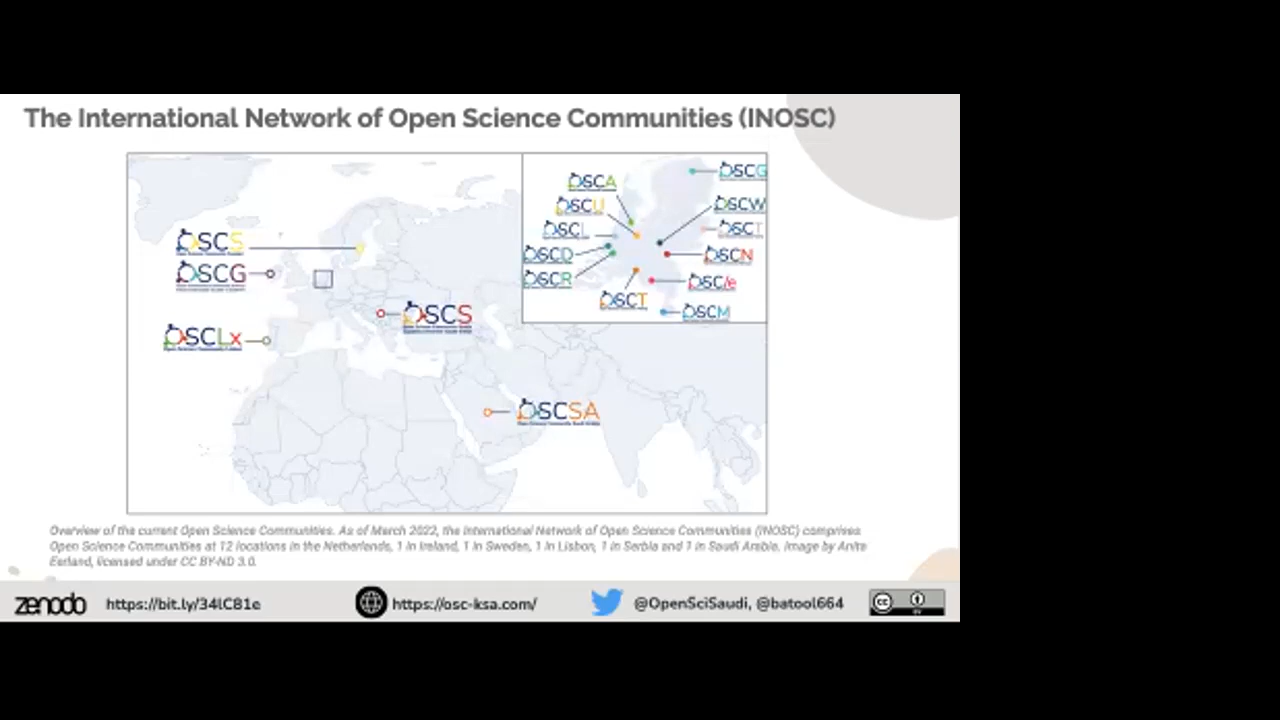 The International Network of Open Science Communities (INOSC)
OSCA
OSCG
OSCU
OSCW
OSCL
OSCT
OSCD
OSCN
OSCR
OSC/e
OSCT
OSCM
OSCS
OSCG
OSCS
OSCLx
OSCSA
Overview of the current Open Science Communities. As of March 2022, the International Network of Open Science Communities (INOSC) comprises
Open Science Communities at 12 locations in the Netherlands, 1 in Ireland, 1 in Sweden, 1 in Lisbon, 1 in Serbia and 1 in Saudi Arabia. Image by Anita
Eerland, licensed under CC BY-ND 3.0.
zenodo https://bit.ly/34lC81e https://osc-ksa.com/ @OpenSciSaudi, @batool664 cc BY